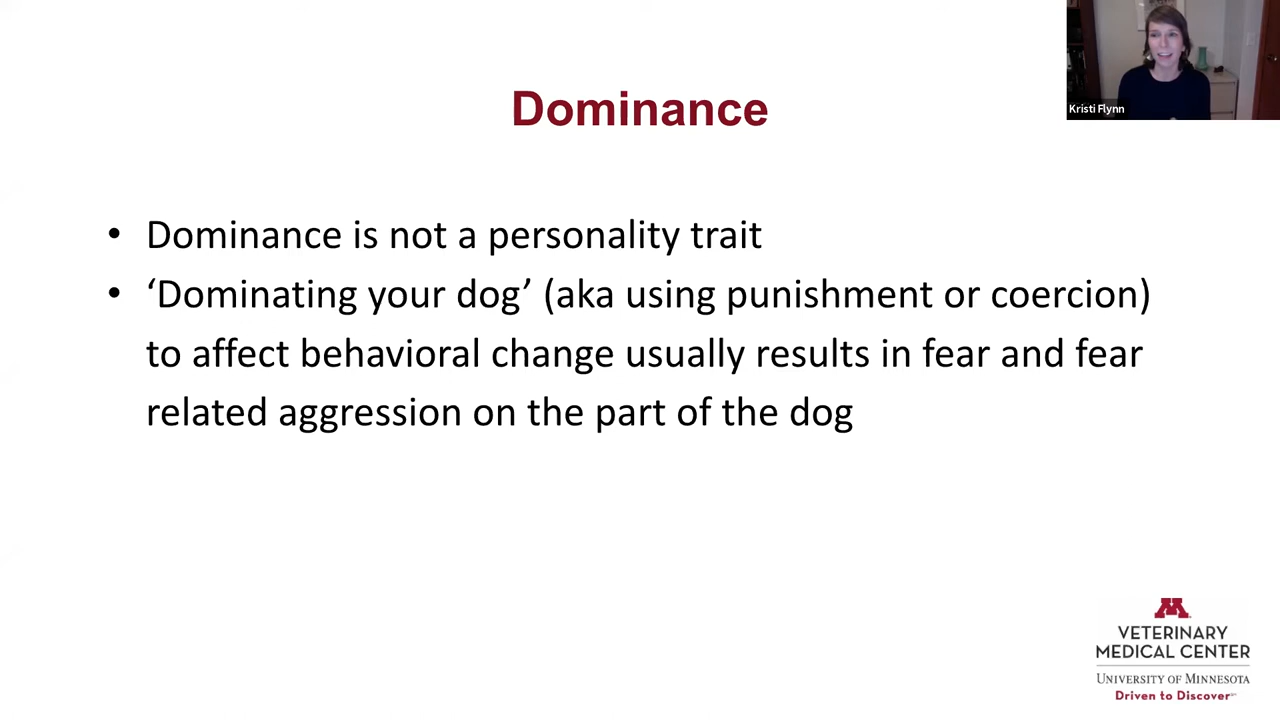 Kristi Flynn
Dominance
• Dominance is not a personality trait
• ‘Dominating your dog’ (aka using punishment or coercion)
to affect behavioral change usually results in fear and fear
related aggression on the part of the dog
M
VETERINARY
MEDICAL CENTER
UNIVERSITY OF MINNESOTA
Driven to Discover